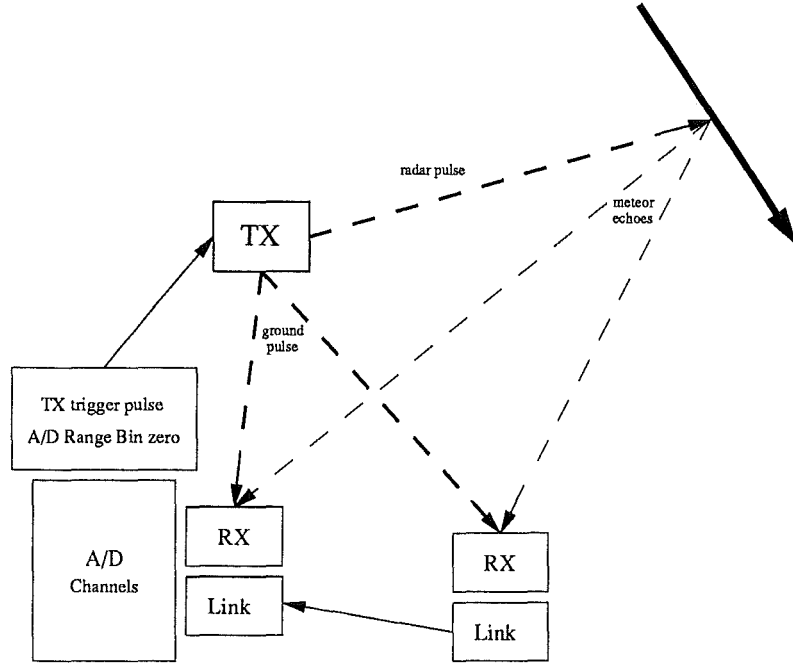 radar pulse
TX
meteor
echoes
ground
pulse
TX trigger pulse
A/D Range Bin zero
A/D
Channels
RX
RX
Link
Link